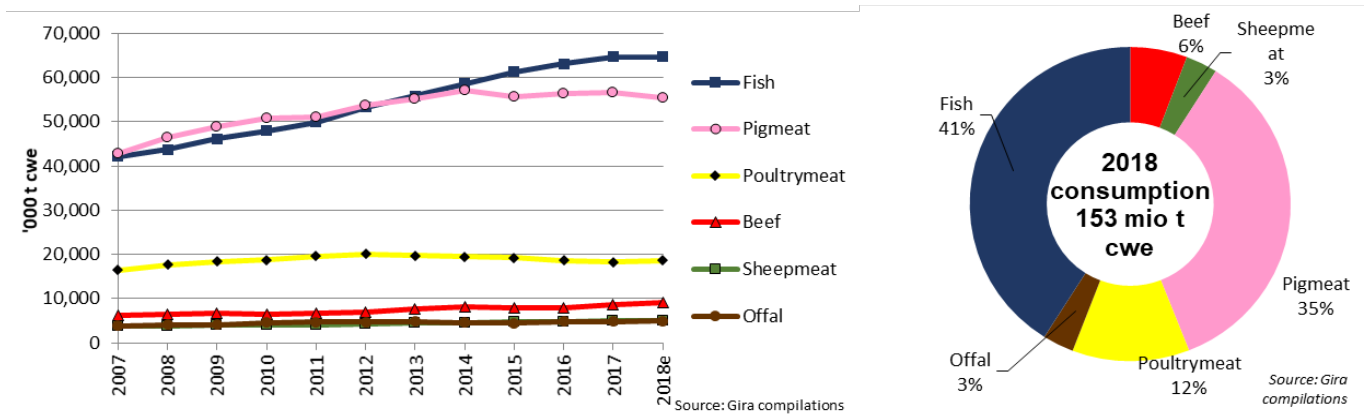 70,000
60,000
50,000
40,000
30,000
20,000
10,000
0
'000 t cwe
2007
2008
2009
2010
2011
2012
2013
2014
2015
2016
2017
2018e
Fish
Pigmeat
Poultrymeat
Beef
Sheepmeat
Offal
Source: Gira compilations
Beef
6%
Sheepme
at
3%
Fish
41%
2018
consumption
153 mio t
cwe
Pigmeat
35%
Offal
3%
Poultrymeat
12%
Source: Gira
compilations